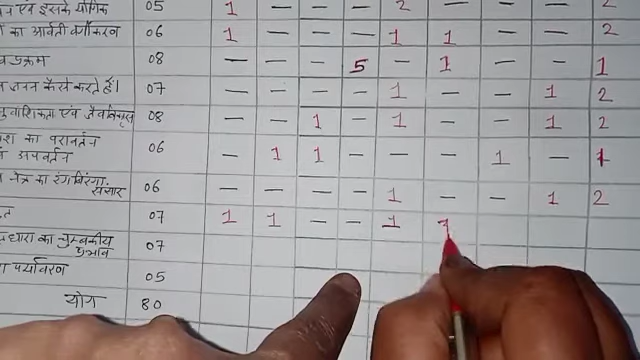 एवं इसके यौगिक 05 1 — — — 2 — — — 2
का आवर्ती वर्गीकरण 06 1 — — — 1 1 — — 2
प्रक्रम 08 — — — 5 — 1 — — 1
जनन कैसे करते हैं। 07 — — — — 1 — — 1 2
आनुवांशिकता एवं जैव विकास 08 — — 1 — 1 — — 1 2
का परावर्तन
अपवर्तन 06 — 1 1 — — — 1 — 1
नेत्र का रंग बिरंगा
संसार 06 — — — — 1 — — 1 2
07 1 1 — — 1 1
धारा का चुम्बकीय
प्रभाव 07
पर्यावरण 05
योग 80